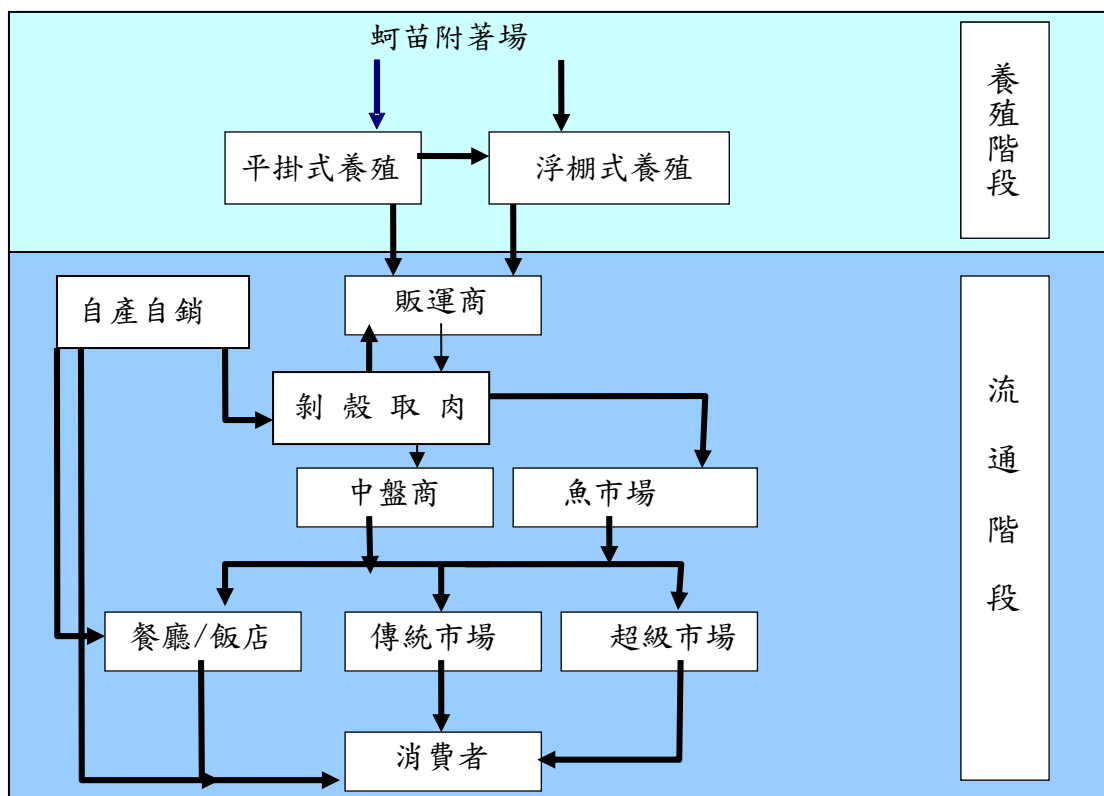 蚵苗附著場
養殖階段
平掛式養殖
浮棚式養殖
自產自銷
販運商
流通階段
剝殼取肉
中盤商
魚市場
餐廳/飯店
傳統市場
超級市場
消費者